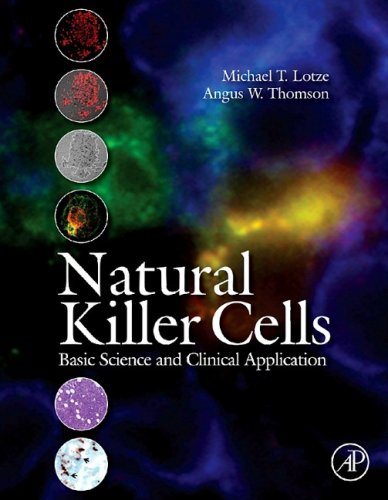 Michael T. Lotze
Angus W. Thomson
Natural
Killer Cells
Basic Science and Clinical Application
AP